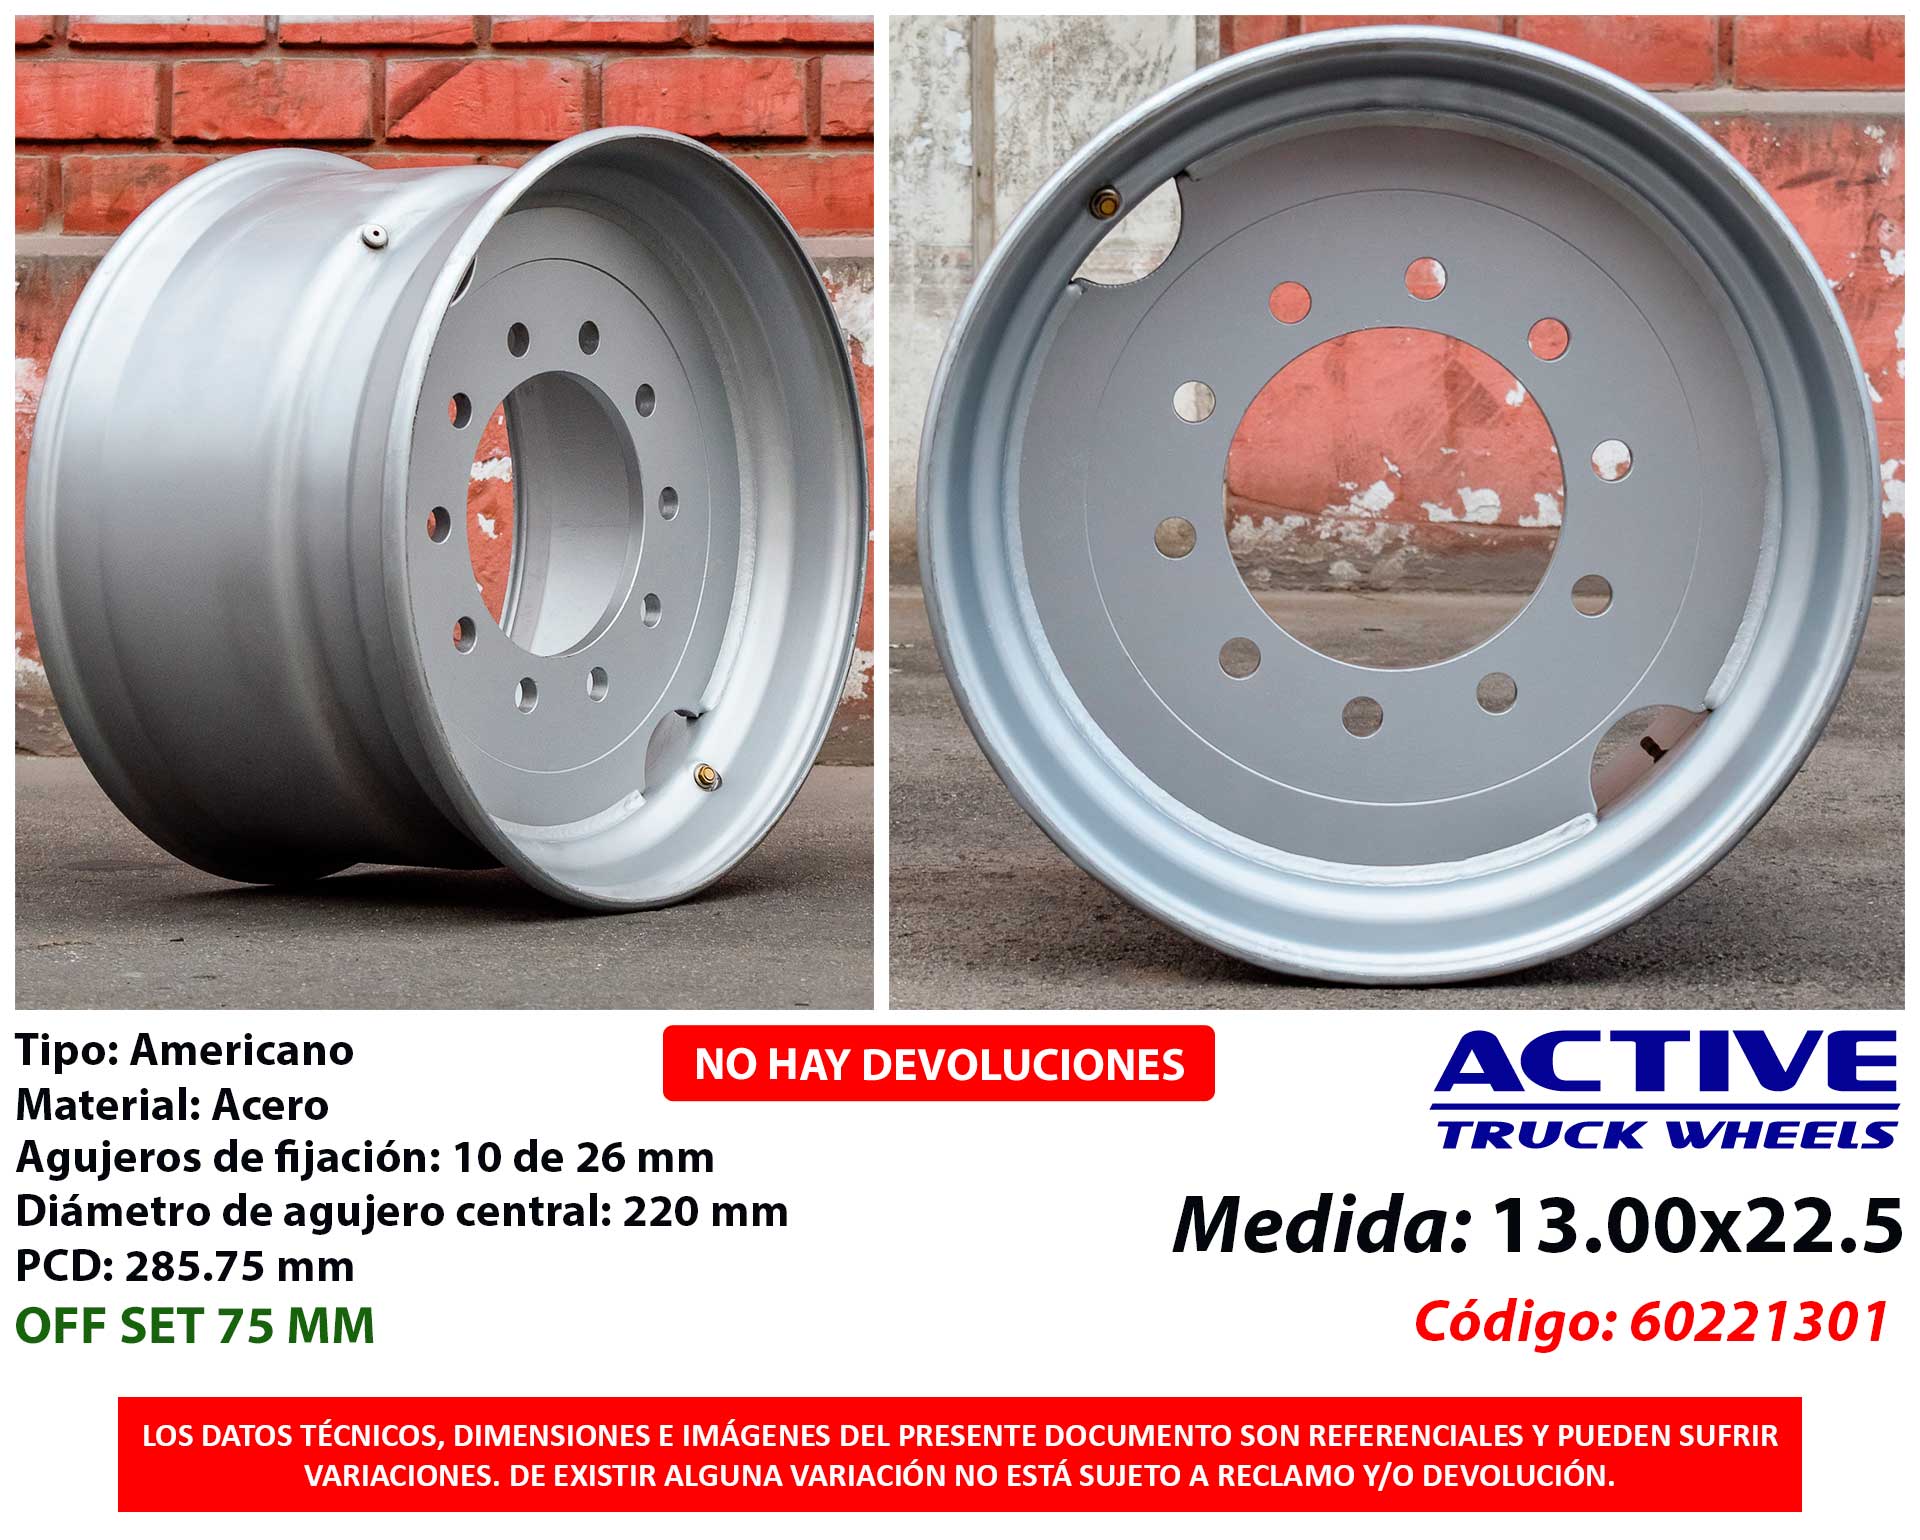 Tipo: Americano
Material: Acero
Agujeros de fijación: 10 de 26 mm
Diámetro de agujero central: 220 mm
PCD: 285.75 mm
OFF SET 75 MM
NO HAY DEVOLUCIONES
ACTIVE
TRUCK WHEELS
Medida: 13.00x22.5
Código: 60221301
LOS DATOS TÉCNICOS, DIMENSIONES E IMÁGENES DEL PRESENTE DOCUMENTO SON REFERENCIALES Y PUEDEN SUFRIR
VARIACIONES. DE EXISTIR ALGUNA VARIACIÓN NO ESTÁ SUJETO A RECLAMO Y/O DEVOLUCIÓN.